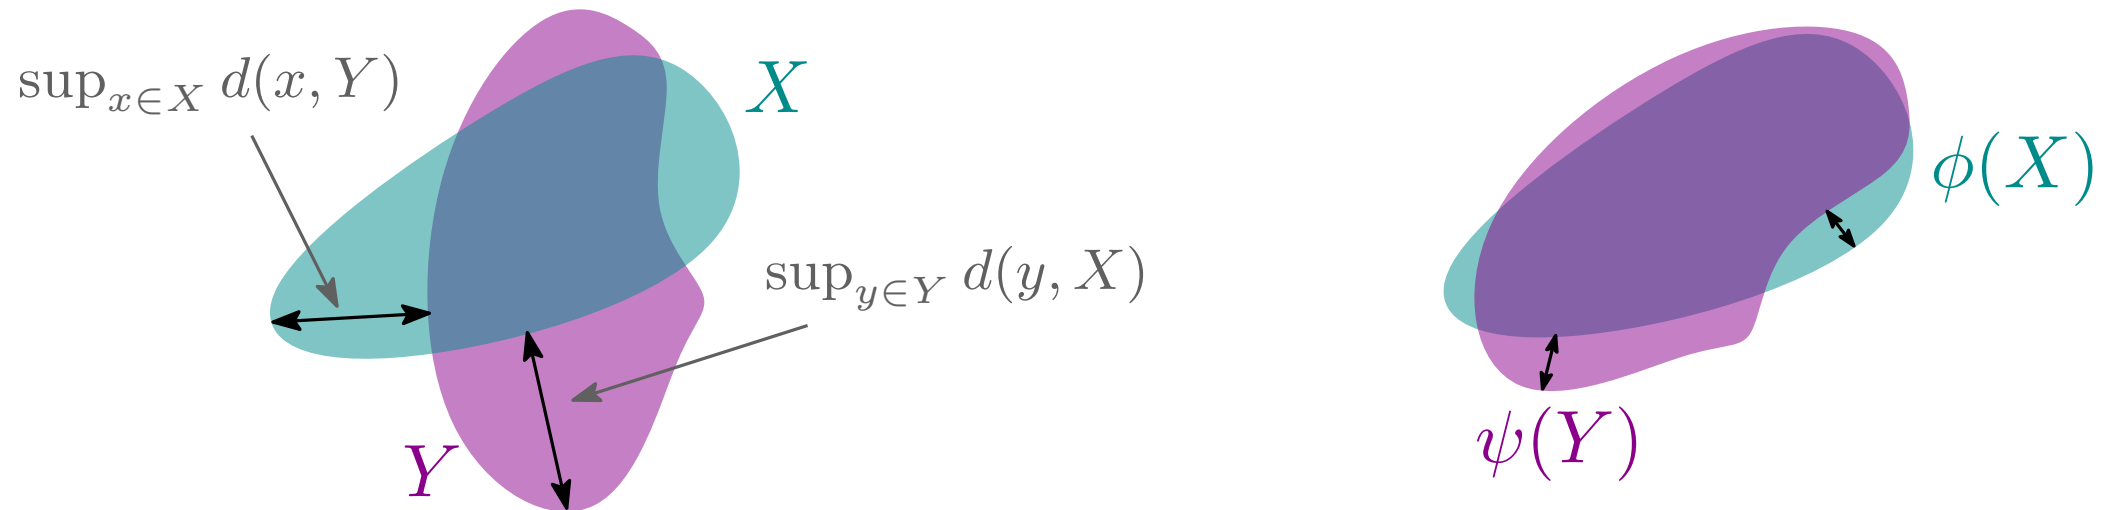 sup_{x∈X} d(x, Y)
X
sup_{y∈Y} d(y, X)
Y
ϕ(X)
ψ(Y)